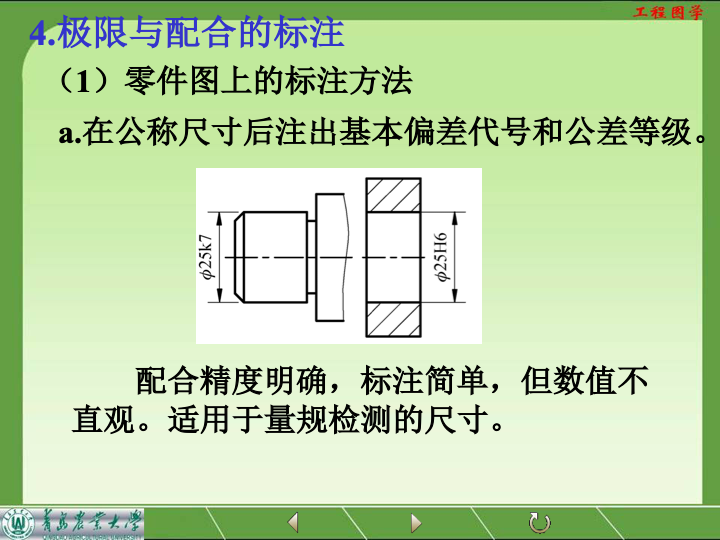 工程图学
4.极限与配合的标注
（1）零件图上的标注方法
a.在公称尺寸后注出基本偏差代号和公差等级。
ϕ25k7
ϕ25H6
配合精度明确，标注简单，但数值不
直观。适用于量规检测的尺寸。
青岛农业大学